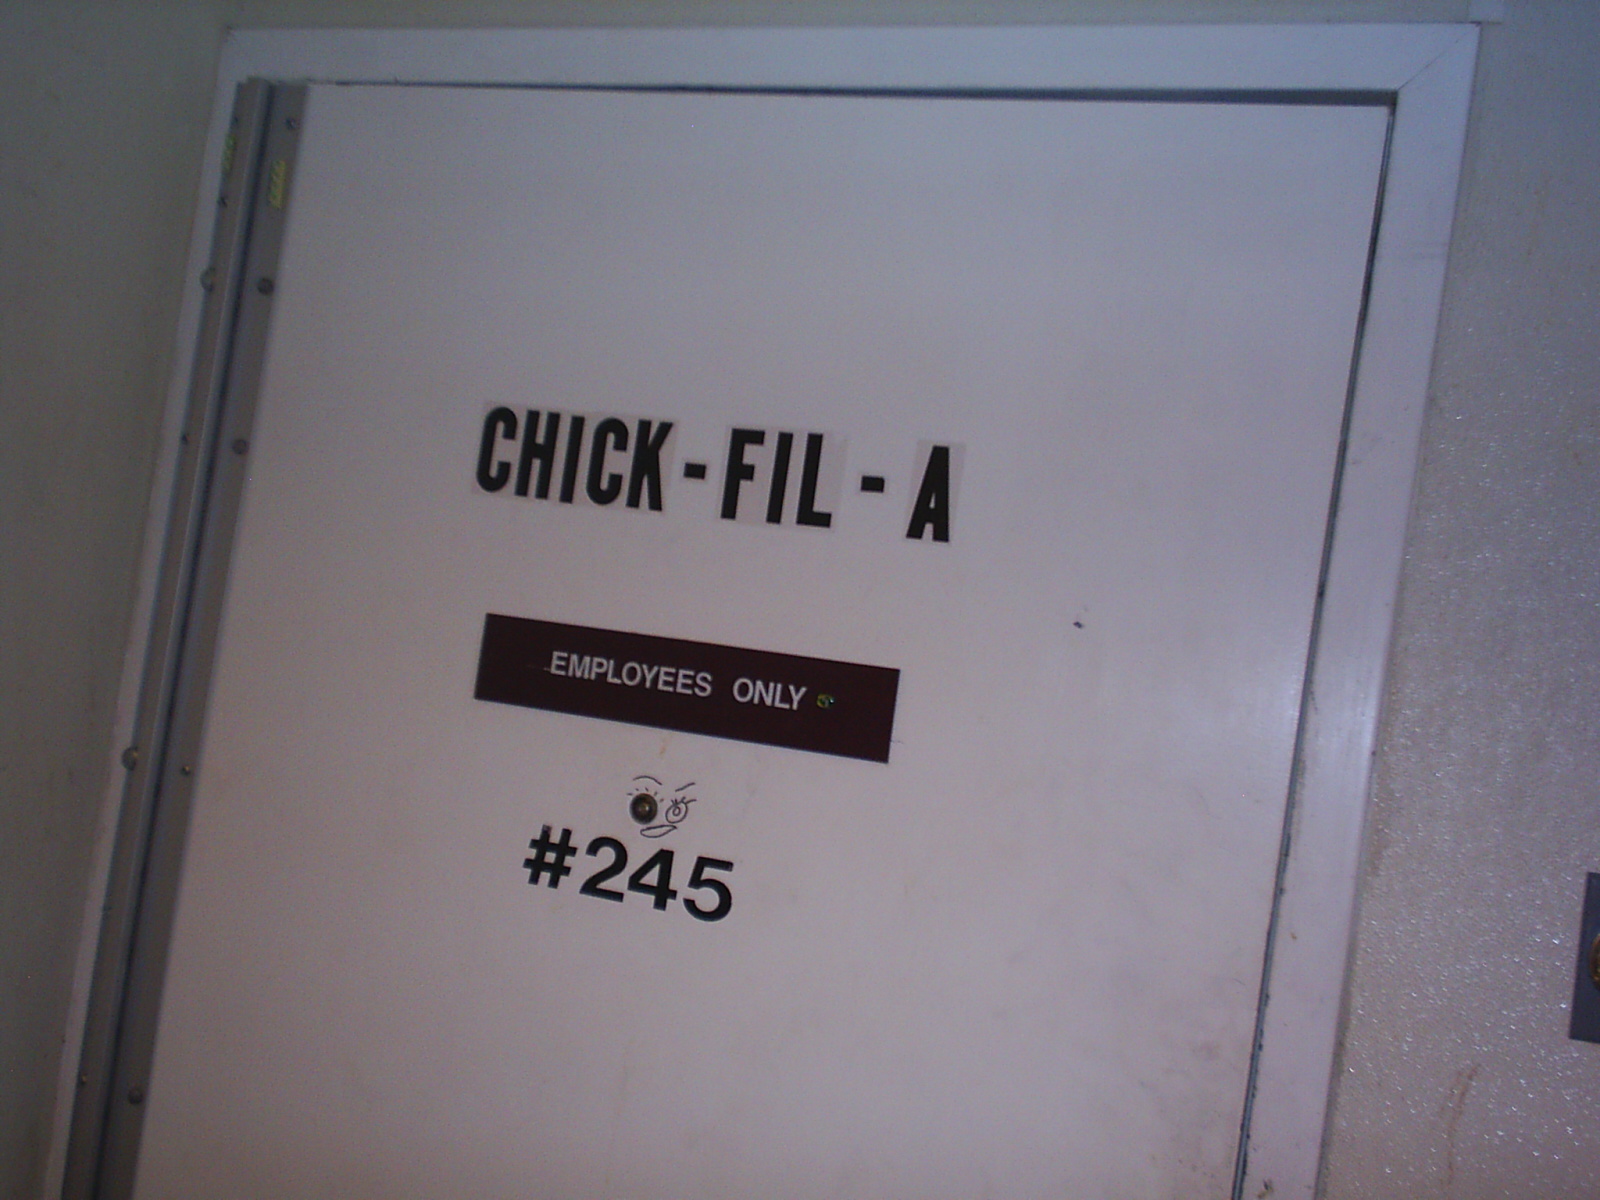 CHICK-FIL-A
EMPLOYEES ONLY
#245